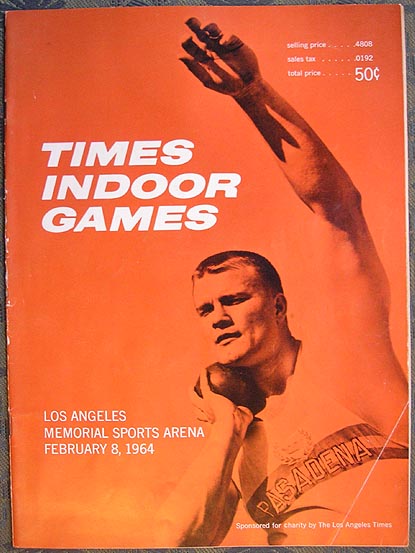 selling price . . . . . .4808
sales tax . . . . . . .0192
total price . . . . . 50¢
TIMES
INDOOR
GAMES
LOS ANGELES
MEMORIAL SPORTS ARENA
FEBRUARY 8, 1964
PASADENA
Sponsored for charity by The Los Angeles Times